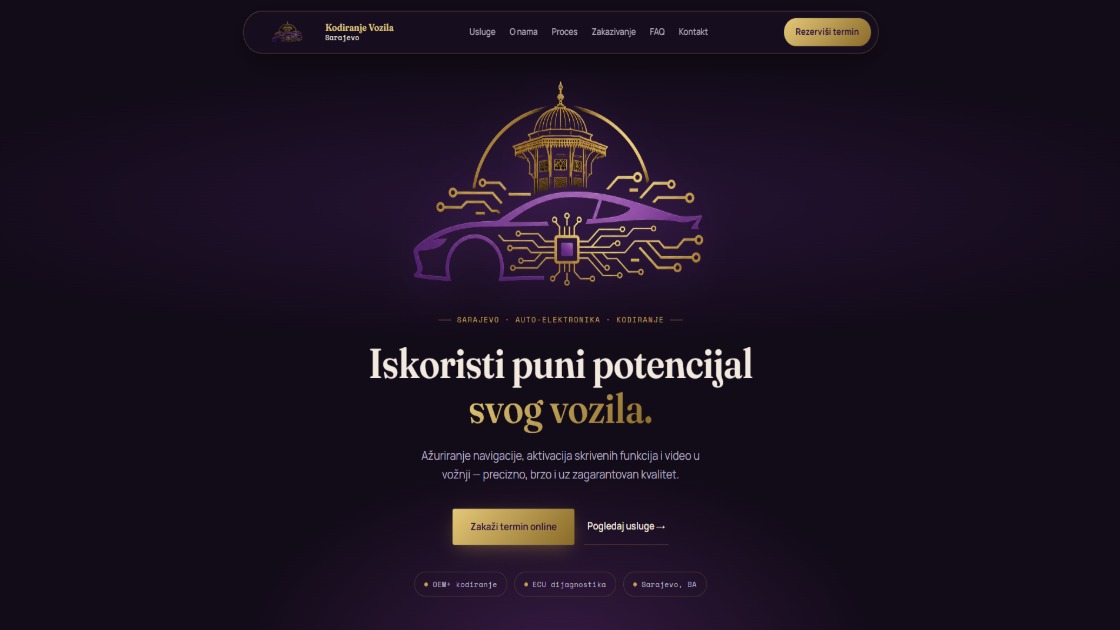 Kodiranje Vozila
Sarajevo
Usluge
O nama
Proces
Zakazivanje
FAQ
Kontakt
Rezerviši termin
SARAJEVO · AUTO-ELEKTRONIKA · KODIRANJE
Iskoristi puni potencijal
svog vozila.
Ažuriranje navigacije, aktivacija skrivenih funkcija i video u
vožnji — precizno, brzo i uz zagarantovan kvalitet.
Zakaži termin online
Pogledaj usluge →
OEM+ kodiranje
ECU dijagnostika
Sarajevo, BA